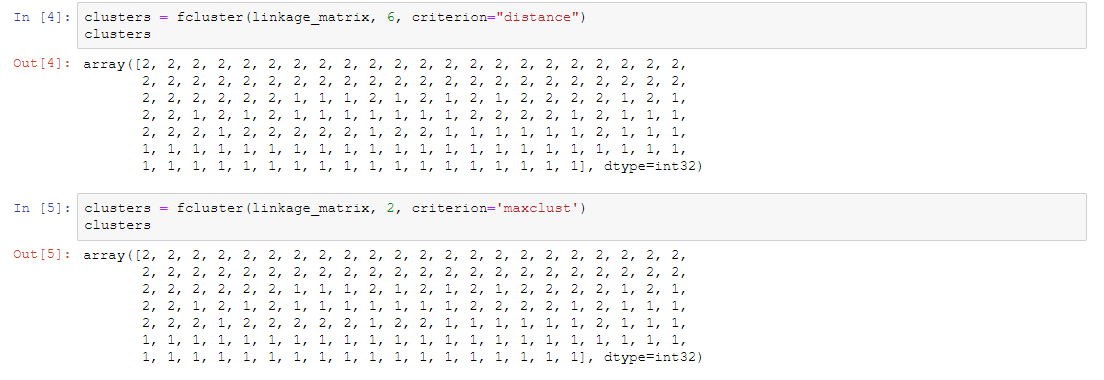 In [4]: clusters = fcluster(linkage_matrix, 6, criterion="distance")
clusters
Out[4]: array([2, 2, 2, 2, 2, 2, 2, 2, 2, 2, 2, 2, 2, 2, 2, 2, 2, 2, 2, 2, 2, 2,
2, 2, 2, 2, 2, 2, 2, 2, 2, 2, 2, 2, 2, 2, 2, 2, 2, 2, 2, 2, 2, 2,
2, 2, 2, 2, 2, 2, 1, 1, 1, 2, 1, 2, 1, 2, 1, 2, 2, 2, 2, 1, 2, 1,
2, 2, 1, 2, 1, 2, 1, 1, 1, 1, 1, 1, 1, 2, 2, 2, 2, 1, 2, 1, 1, 1,
2, 2, 2, 1, 2, 2, 2, 2, 2, 1, 2, 2, 1, 1, 1, 1, 1, 1, 2, 1, 1, 1,
1, 1, 1, 1, 1, 1, 1, 1, 1, 1, 1, 1, 1, 1, 1, 1, 1, 1, 1, 1, 1, 1,
1, 1, 1, 1, 1, 1, 1, 1, 1, 1, 1, 1, 1, 1, 1, 1, 1, 1], dtype=int32)
In [5]: clusters = fcluster(linkage_matrix, 2, criterion='maxclust')
clusters
Out[5]: array([2, 2, 2, 2, 2, 2, 2, 2, 2, 2, 2, 2, 2, 2, 2, 2, 2, 2, 2, 2, 2, 2,
2, 2, 2, 2, 2, 2, 2, 2, 2, 2, 2, 2, 2, 2, 2, 2, 2, 2, 2, 2, 2, 2,
2, 2, 2, 2, 2, 2, 1, 1, 1, 2, 1, 2, 1, 2, 1, 2, 2, 2, 2, 1, 2, 1,
2, 2, 1, 2, 1, 2, 1, 1, 1, 1, 1, 1, 1, 2, 2, 2, 2, 1, 2, 1, 1, 1,
2, 2, 2, 1, 2, 2, 2, 2, 2, 1, 2, 2, 1, 1, 1, 1, 1, 1, 2, 1, 1, 1,
1, 1, 1, 1, 1, 1, 1, 1, 1, 1, 1, 1, 1, 1, 1, 1, 1, 1, 1, 1, 1, 1,
1, 1, 1, 1, 1, 1, 1, 1, 1, 1, 1, 1, 1, 1, 1, 1, 1, 1], dtype=int32)